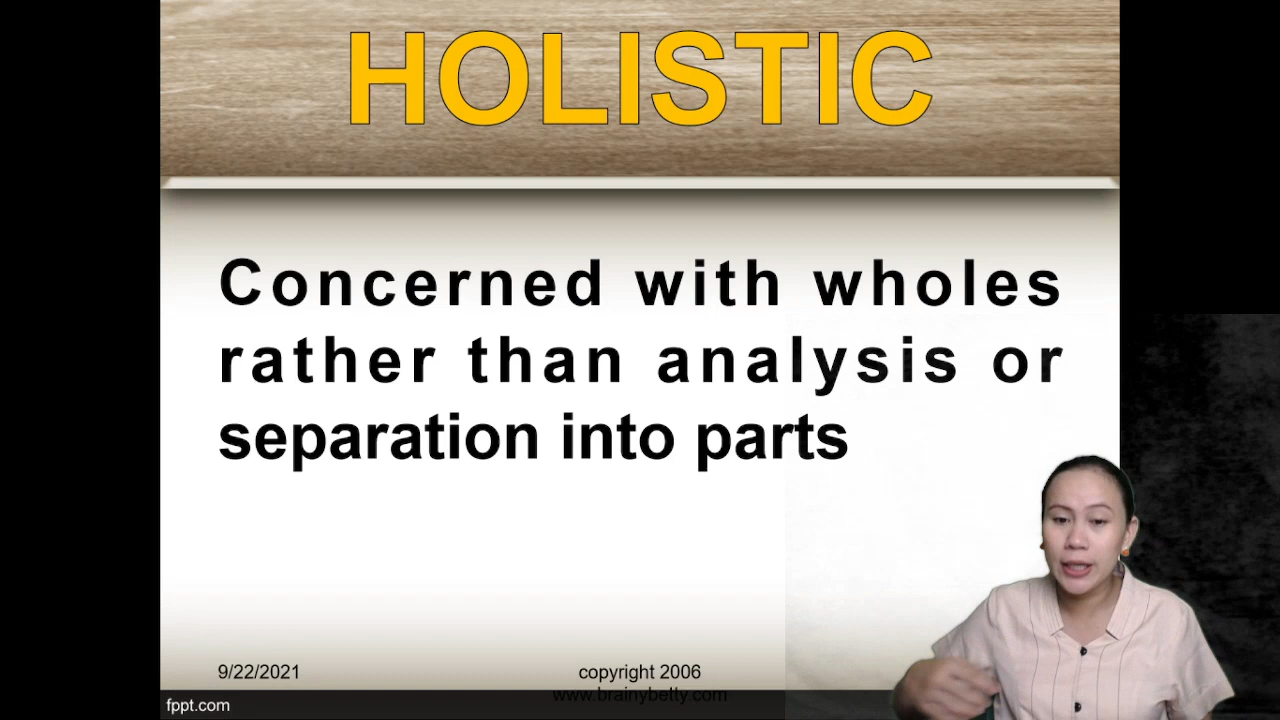 HOLISTIC
Concerned with wholes
rather than analysis or
separation into parts
9/22/2021
copyright 2006
www.brainybetty.com
fppt.com